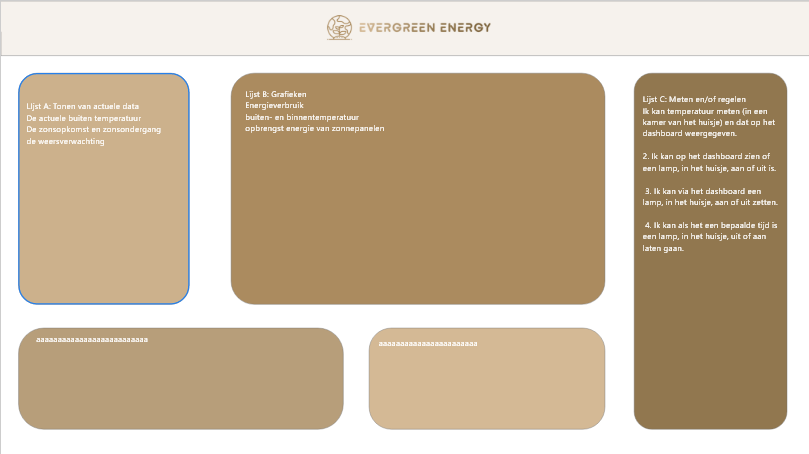 EVERGREEN ENERGY
Lijst A: Tonen van actuele data
De actuele buiten temperatuur
De zonsopkomst en zonsondergang
de weersverwachting
Lijst B: Grafieken
Energieverbruik
buiten- en binnentemperatuur
opbrengst energie van zonnepanelen
Lijst C: Meten en/of regelen
Ik kan temperatuur meten (in een
kamer van het huisje) en dat op het
dashboard weergegeven.
2. Ik kan op het dashboard zien of
een lamp, in het huisje, aan of uit is.
3. Ik kan via het dashboard een
lamp, in het huisje, aan of uit zetten.
4. Ik kan als het een bepaalde tijd is
een lamp, in het huisje, uit of aan
laten gaan.
aaaaaaaaaaaaaaaaaaaaaaaaaa
aaaaaaaaaaaaaaaaaaaaaaa